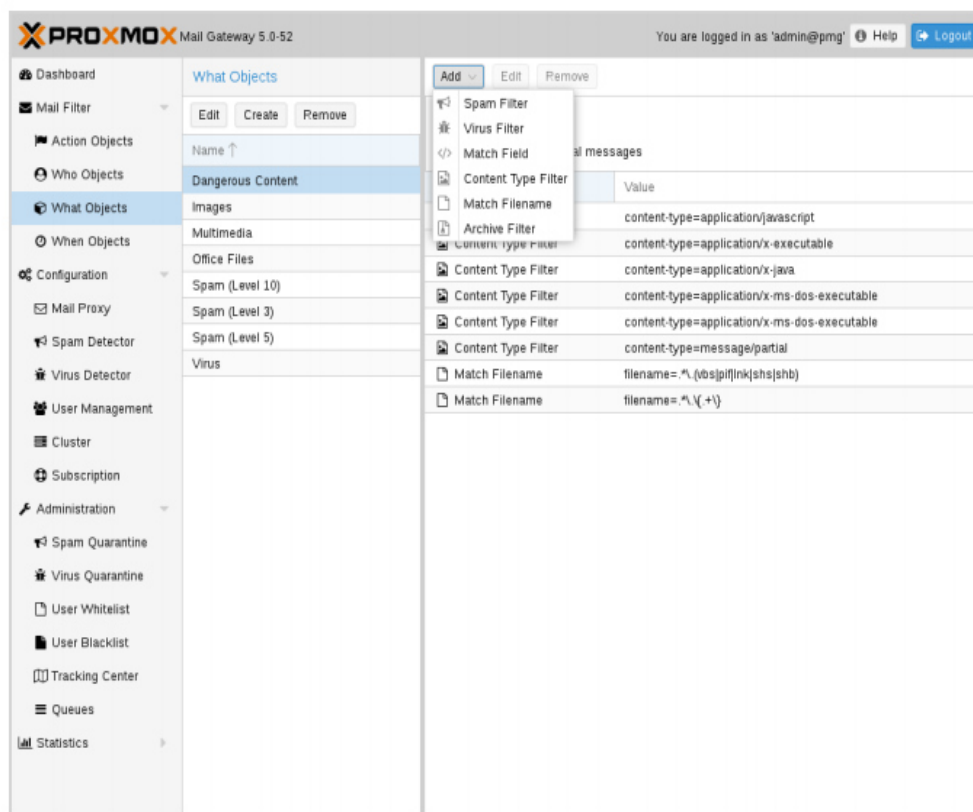 PROXMOX Mail Gateway 5.0-52
You are logged in as 'admin@pmg'
Help
Logout
Dashboard
Mail Filter
Action Objects
Who Objects
What Objects
When Objects
Configuration
Mail Proxy
Spam Detector
Virus Detector
User Management
Cluster
Subscription
Administration
Spam Quarantine
Virus Quarantine
User Whitelist
User Blacklist
Tracking Center
Queues
Statistics
What Objects
Edit Create Remove
Name
Dangerous Content
Images
Multimedia
Office Files
Spam (Level 10)
Spam (Level 3)
Spam (Level 5)
Virus
Add Edit Remove
Spam Filter
Virus Filter
Match Field
Content Type Filter
Match Filename
Archive Filter
messages
Value
content-type=application/javascript
Content Type Filter content-type=application/x-executable
Content Type Filter content-type=application/x-java
Content Type Filter content-type=application/x-ms-dos-executable
Content Type Filter content-type=application/x-ms-dos-executable
Content Type Filter content-type=message/partial
Match Filename filename=.*\.(vbs|pif|lnk|shs|shb)
Match Filename filename=.*\.\{.+\}